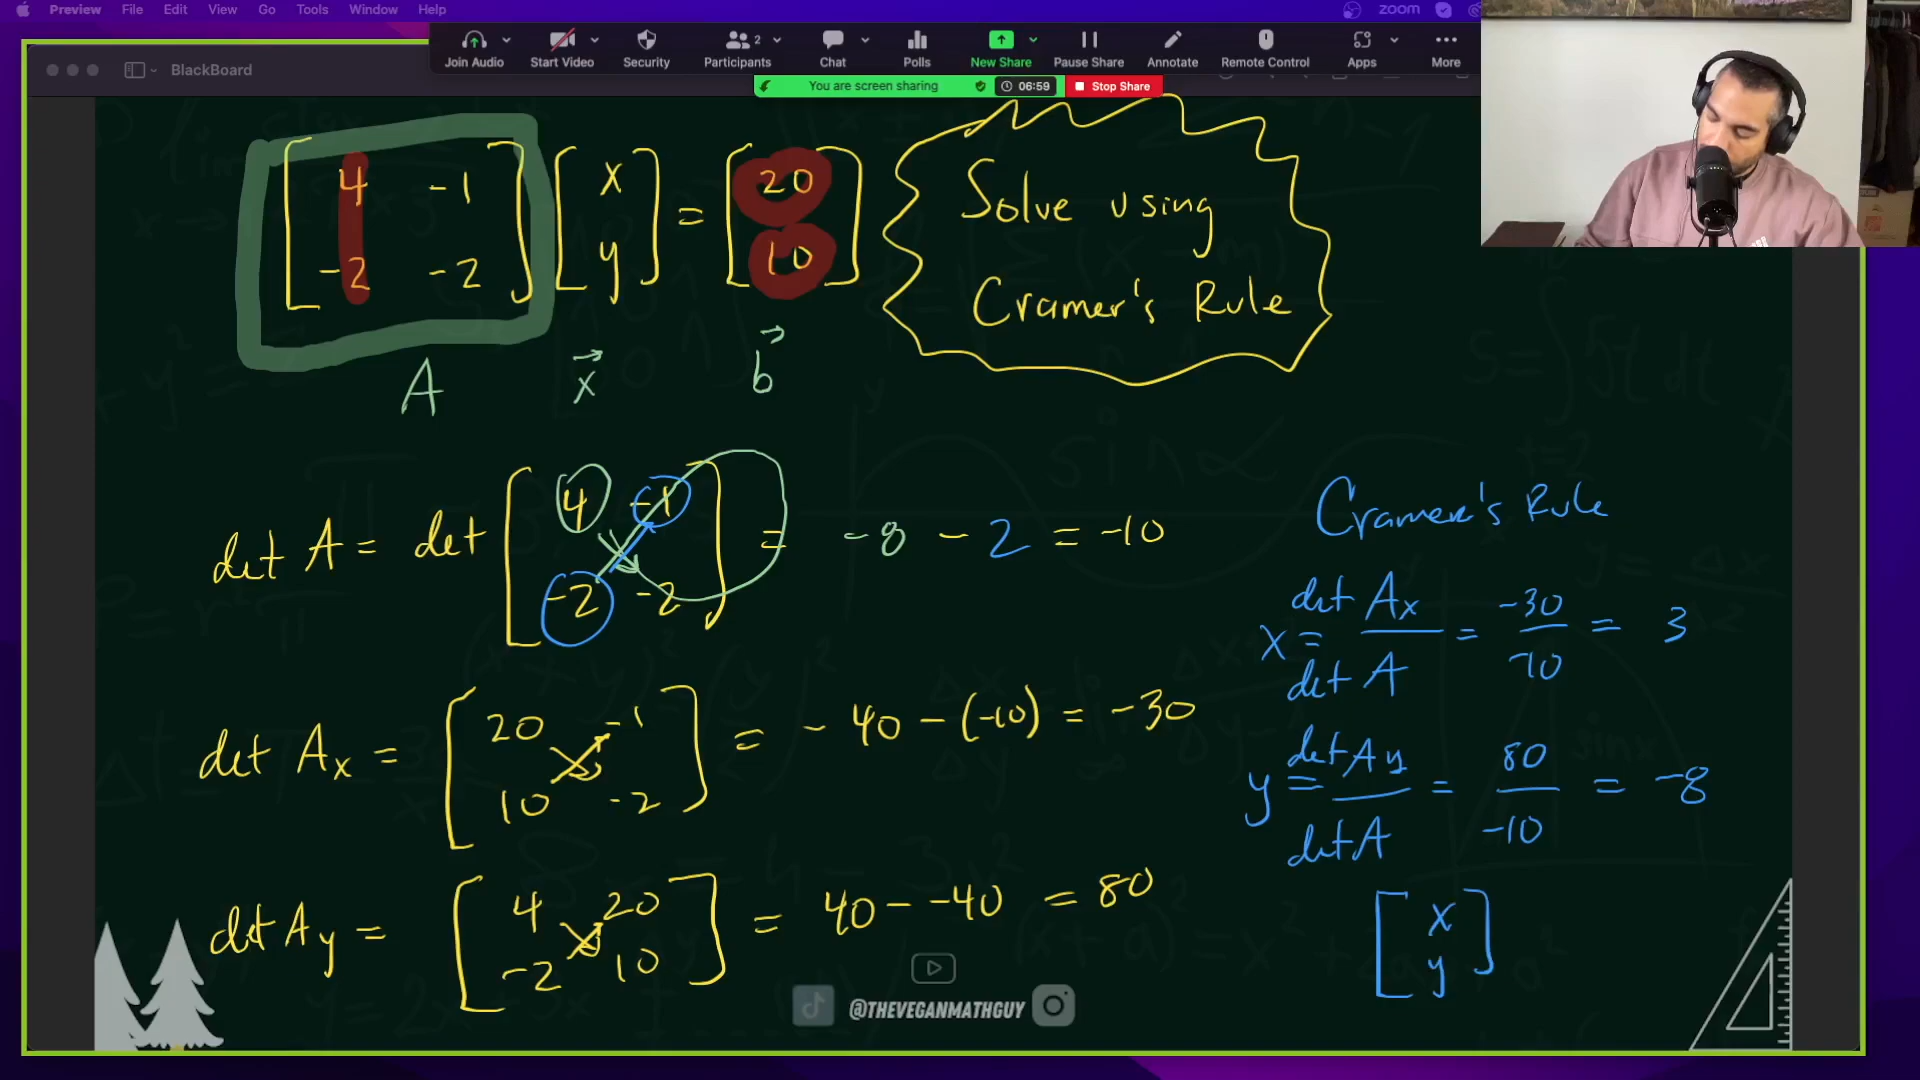 Preview File Edit View Go Tools Window Help
zoom
Join Audio Start Video Security Participants 2 Chat Polls New Share Pause Share Annotate Remote Control Apps More
BlackBoard
You are screen sharing 06:59 Stop Share
[4 -1
-2 -2] [x
y] = [20
10]
A x b
Solve using
Cramer's Rule
det A = det [4 -1
-2 -2] = -8 - 2 = -10
det Ax = [20 -1
10 -2] = - 40 - (-10) = -30
det Ay = [4 20
-2 10] = 40 - -40 = 80
Cramer's Rule
x = det Ax / det A = -30 / -10 = 3
y = det Ay / det A = 80 / -10 = -8
[x
y]
@THEVEGANMATHGUY